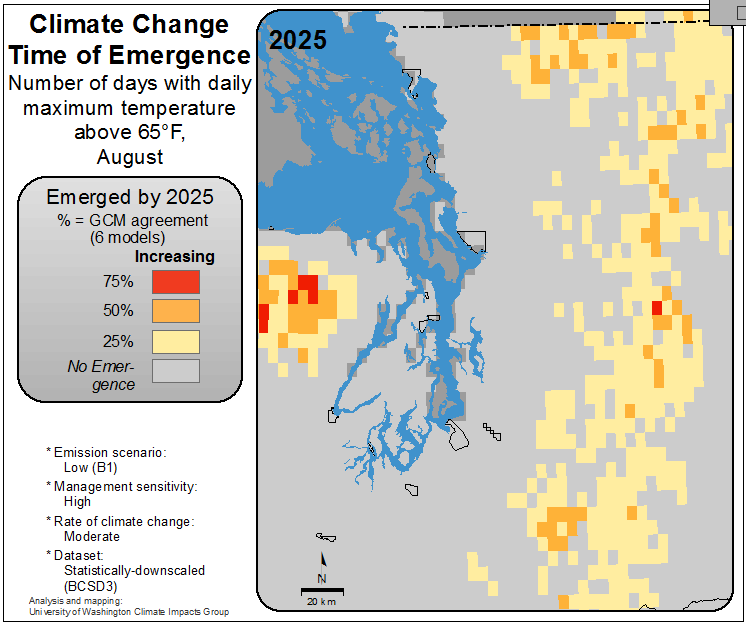 Climate Change
Time of Emergence
Number of days with daily
maximum temperature
above 65°F,
August
2025
Emerged by 2025
% = GCM agreement
(6 models)
Increasing
75%
50%
25%
No Emer-
gence
* Emission scenario:
Low (B1)
* Management sensitivity:
High
* Rate of climate change:
Moderate
* Dataset:
Statistically-downscaled
(BCSD3)
Analysis and mapping:
University of Washington Climate Impacts Group
N
20 km